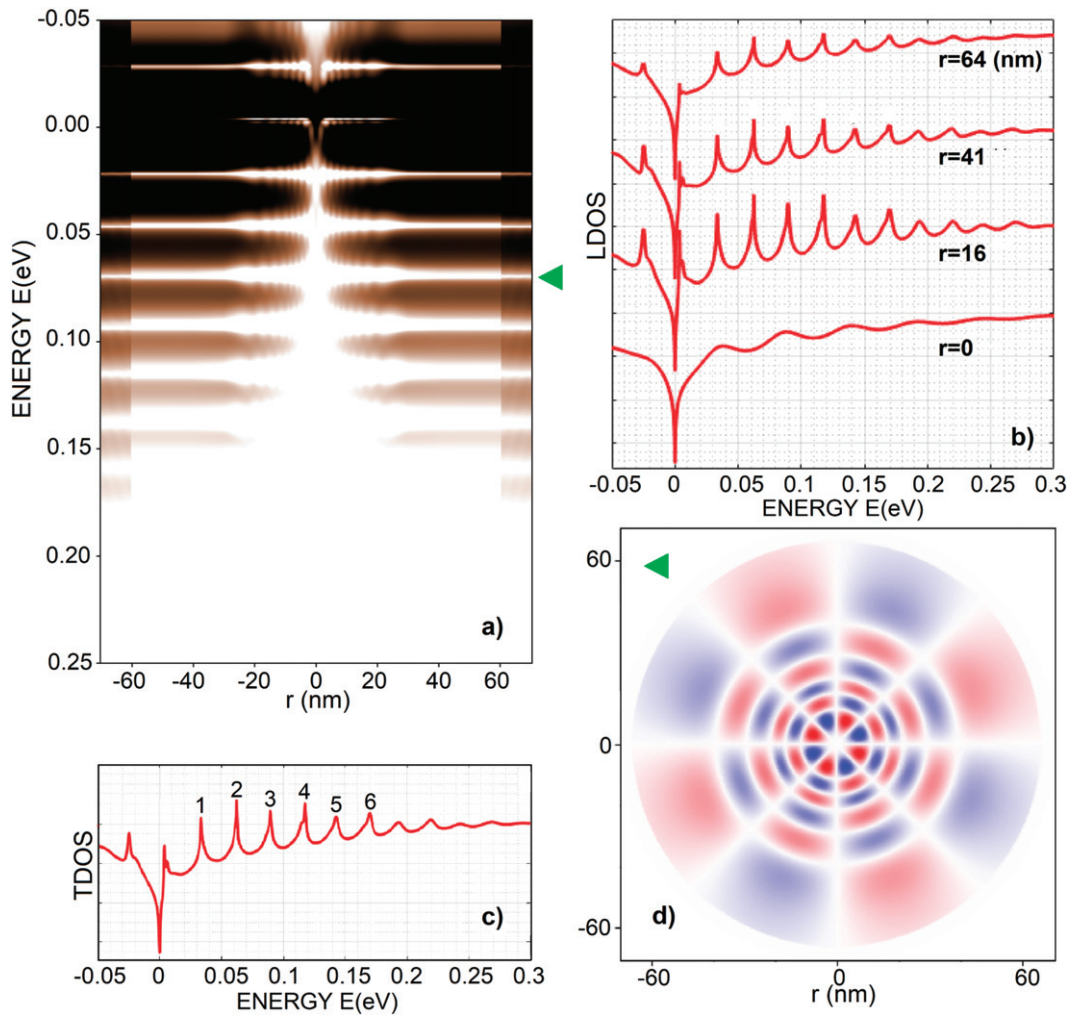 -0.05
0.00
0.05
0.10
0.15
0.20
0.25
ENERGY E(eV)
a)
-60 -40 -20 0 20 40 60
r (nm)
LDOS
r=64 (nm)
r=41
r=16
r=0
b)
-0.05 0 0.05 0.1 0.15 0.2 0.25 0.3
ENERGY E(eV)
TDOS
1 2 3 4 5 6
c)
-0.05 0 0.05 0.1 0.15 0.2 0.25 0.3
ENERGY E(eV)
60
0
-60
d)
-60 0 60
r (nm)